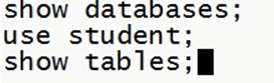 show databases;
use student;
show tables;